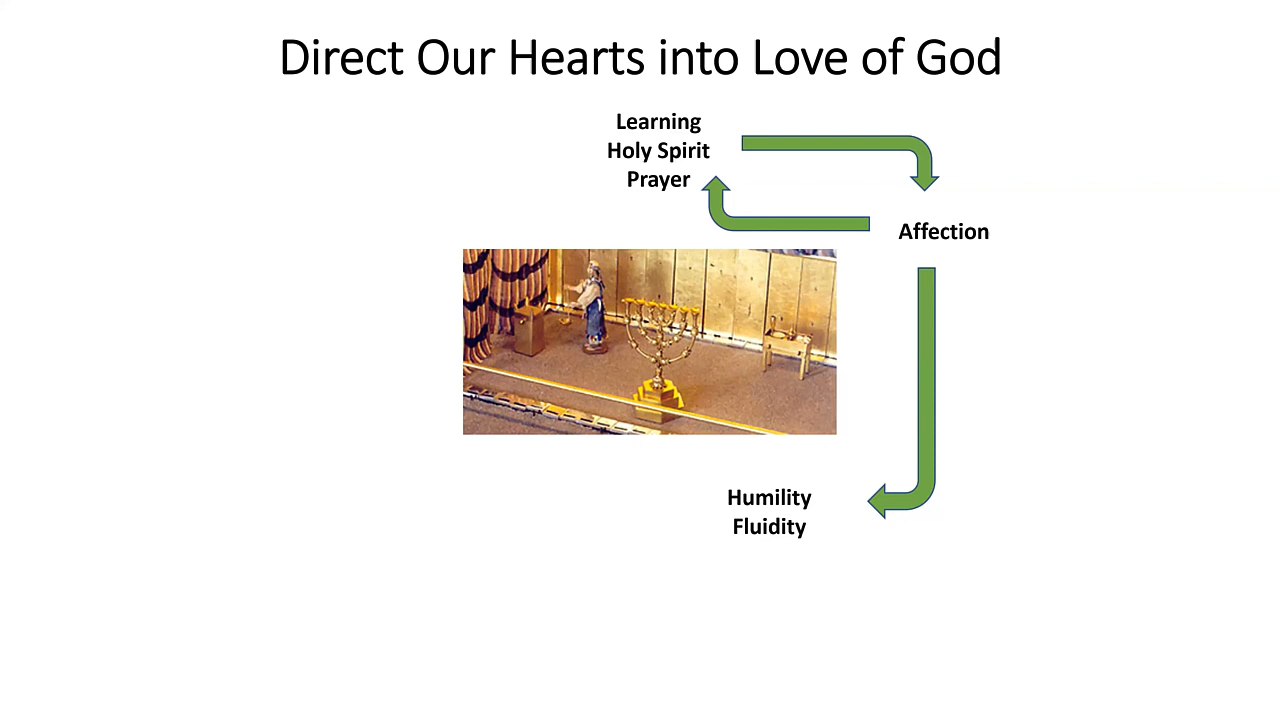 Direct Our Hearts into Love of God
Learning
Holy Spirit
Prayer
Affection
Humility
Fluidity